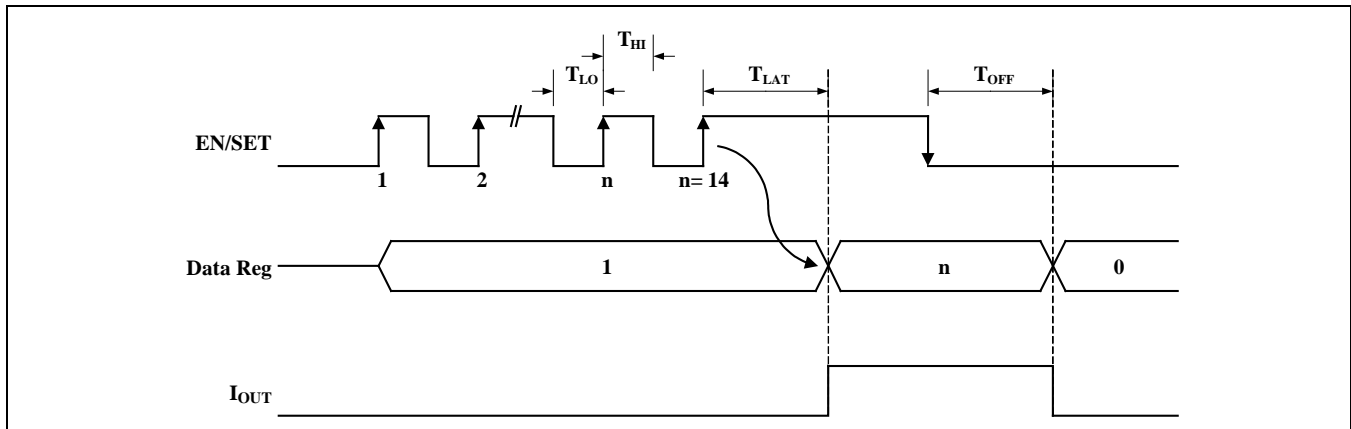 T_HI
T_LO
T_LAT
T_OFF
EN/SET
1 2 n n= 14
Data Reg
1 n 0
I_OUT